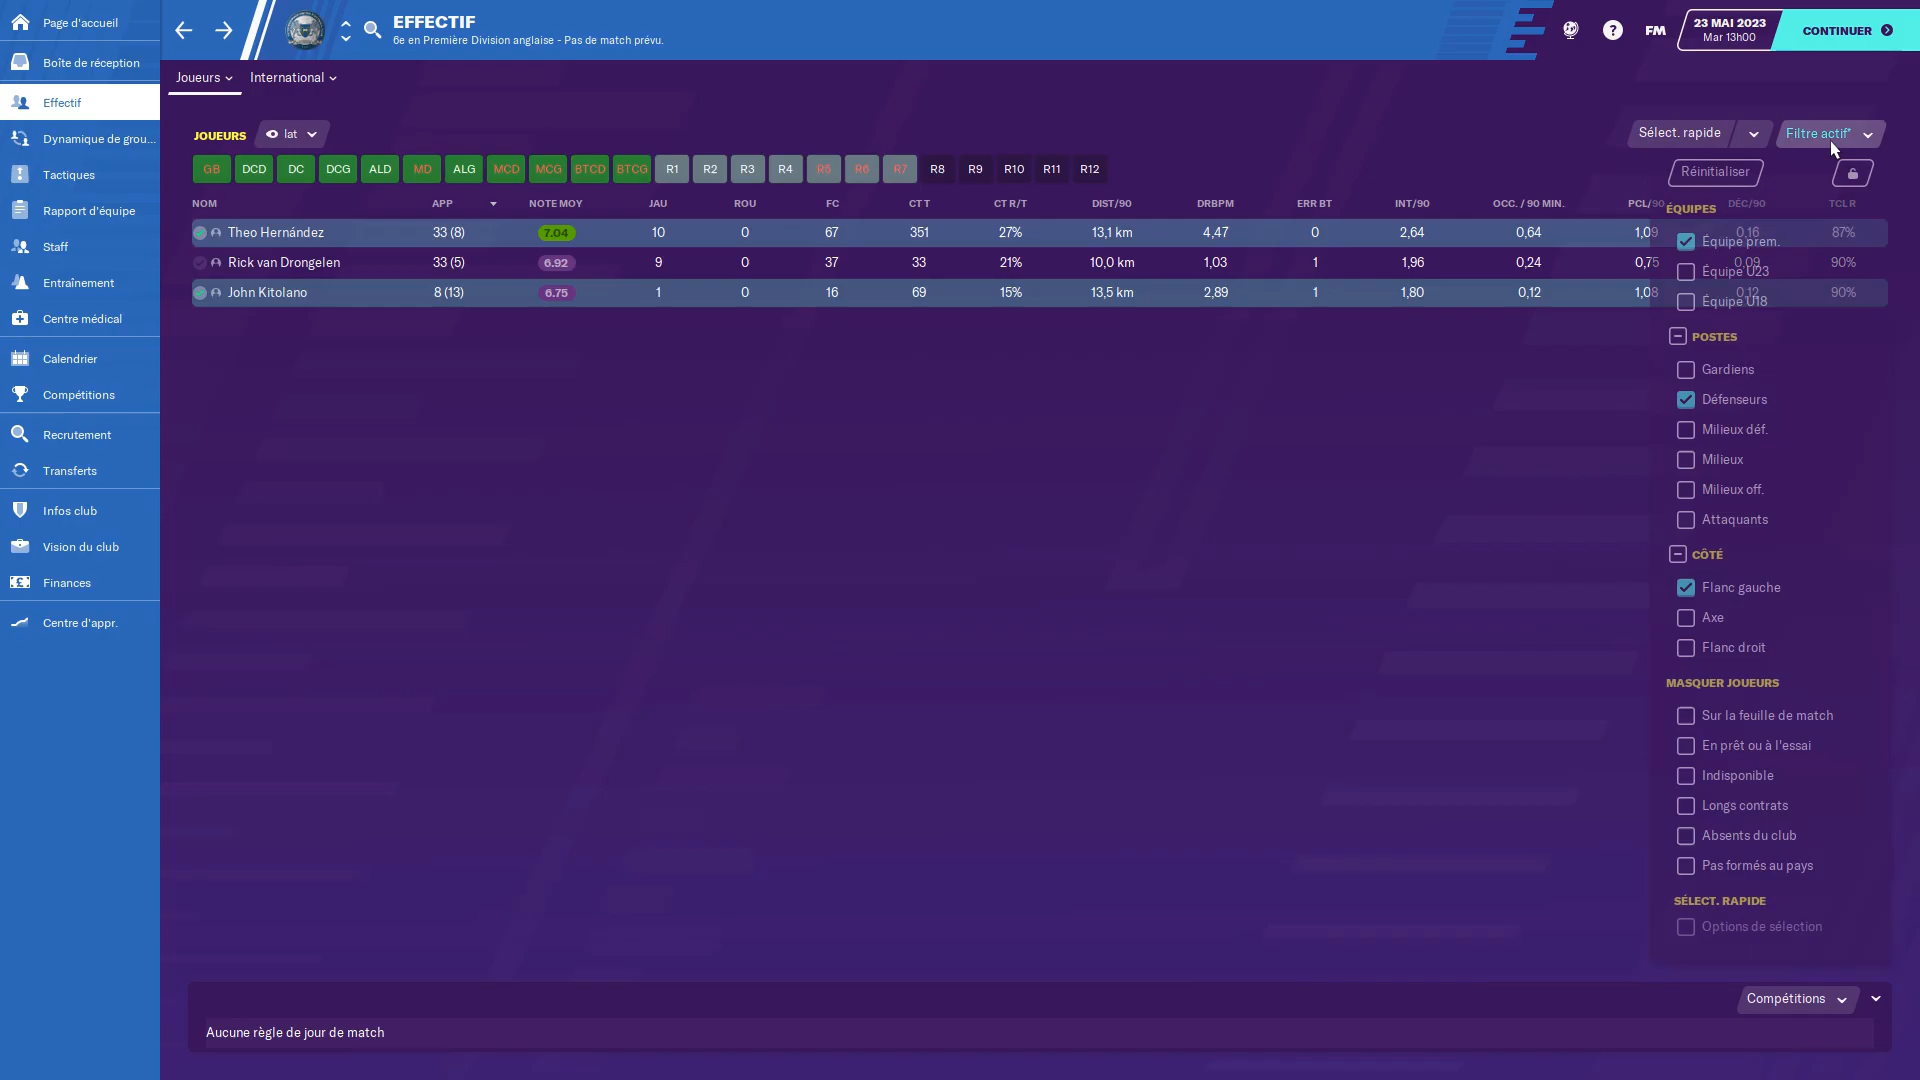 Page d'accueil
Boîte de réception
Effectif
Dynamique de grou...
Tactiques
Rapport d'équipe
Staff
Entraînement
Centre médical
Calendrier
Compétitions
Recrutement
Transferts
Infos club
Vision du club
Finances
Centre d'appr.
EFFECTIF
6e en Première Division anglaise - Pas de match prévu.
FM
23 MAI 2023
Mar 13h00
CONTINUER
Joueurs International
JOUEURS lat
Sélect. rapide Filtre actif*
GB DCD DC DCG ALD MD ALG MCD MCG BTCD BTCG R1 R2 R3 R4 R5 R6 R7 R8 R9 R10 R11 R12
Réinitialiser
NOM APP NOTE MOY JAU ROU FC CT T CT R/T DIST/90 DRBPM ERR BT INT/90 OCC. / 90 MIN. PCL/90 DÉC/90 TCL R
Theo Hernández 33 (8) 7.04 10 0 67 351 27% 13,1 km 4,47 0 2,64 0,64 1,09 0,16 87%
Rick van Drongelen 33 (5) 6.92 9 0 37 33 21% 10,0 km 1,03 1 1,96 0,24 0,75 0,09 90%
John Kitolano 8 (13) 6.75 1 0 16 69 15% 13,5 km 2,89 1 1,80 0,12 1,08 0,12 90%
ÉQUIPES
Équipe prem.
Équipe U23
Équipe U18
POSTES
Gardiens
Défenseurs
Milieux déf.
Milieux
Milieux off.
Attaquants
CÔTÉ
Flanc gauche
Axe
Flanc droit
MASQUER JOUEURS
Sur la feuille de match
En prêt ou à l'essai
Indisponible
Longs contrats
Absents du club
Pas formés au pays
SÉLECT. RAPIDE
Options de sélection
Compétitions
Aucune règle de jour de match